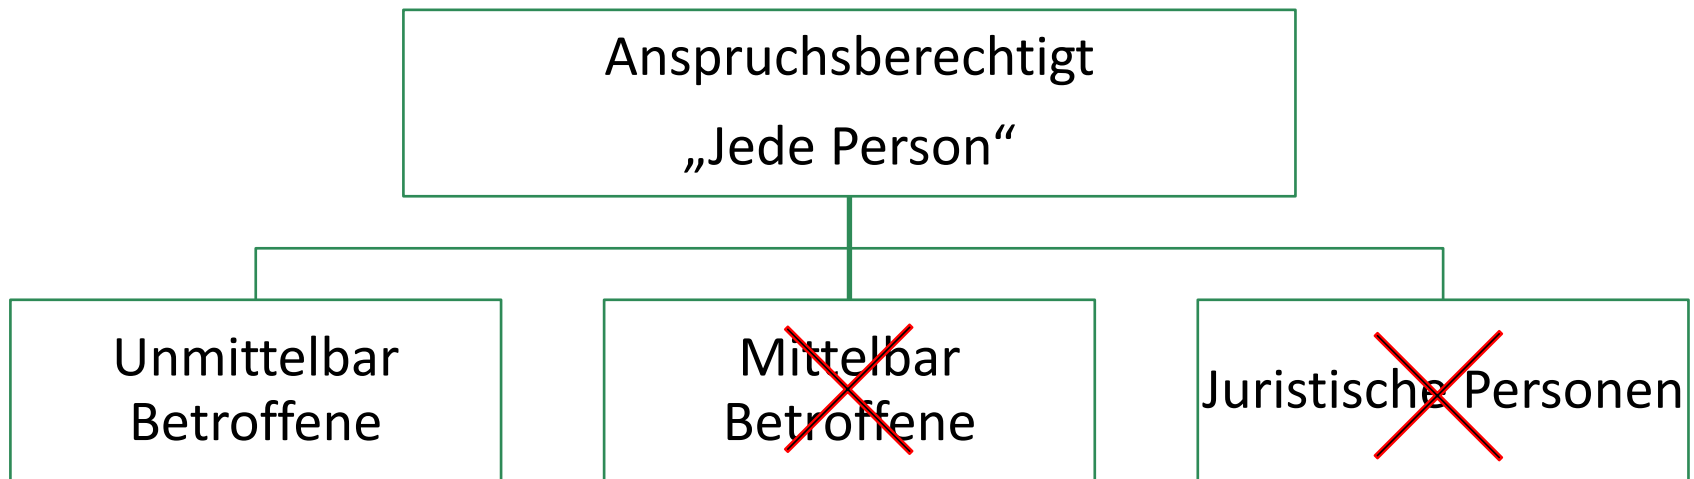 Anspruchsberechtigt
„Jede Person“
Unmittelbar
Betroffene
Mittelbar
Betroffene
Juristische Personen